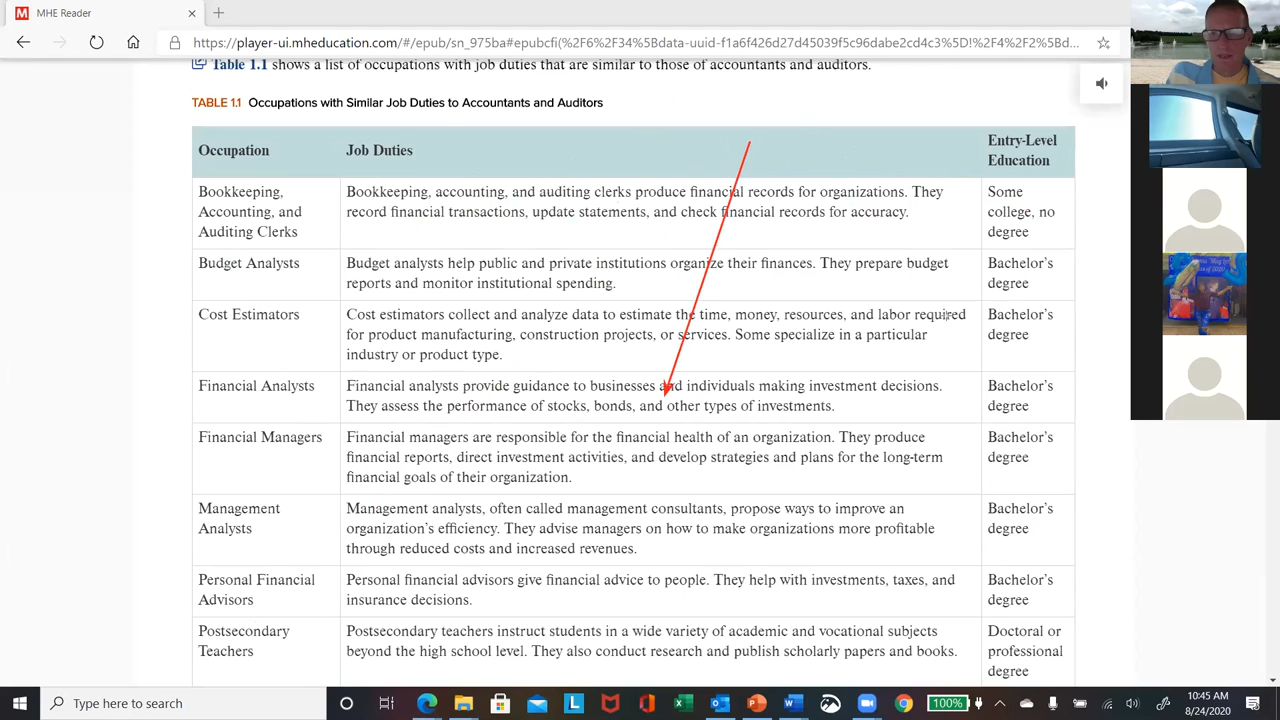 MHE Reader
https://player-ui.mheducation.com/#/epub/sn_975ba#epubcfi(%2F6%2F34%5Bdata-uuid-f1a6f426d27d45039f5c96dabe2cd4c3%5D!%2F4%2F2%5Bd...
Table 1.1 shows a list of occupations with job duties that are similar to those of accountants and auditors.
TABLE 1.1 Occupations with Similar Job Duties to Accountants and Auditors
Occupation
Job Duties
Entry-Level
Education
Bookkeeping,
Accounting, and
Auditing Clerks
Bookkeeping, accounting, and auditing clerks produce financial records for organizations. They
record financial transactions, update statements, and check financial records for accuracy.
Some
college, no
degree
Budget Analysts
Budget analysts help public and private institutions organize their finances. They prepare budget
reports and monitor institutional spending.
Bachelor's
degree
Cost Estimators
Cost estimators collect and analyze data to estimate the time, money, resources, and labor required
for product manufacturing, construction projects, or services. Some specialize in a particular
industry or product type.
Bachelor's
degree
Financial Analysts
Financial analysts provide guidance to businesses and individuals making investment decisions.
They assess the performance of stocks, bonds, and other types of investments.
Bachelor's
degree
Financial Managers
Financial managers are responsible for the financial health of an organization. They produce
financial reports, direct investment activities, and develop strategies and plans for the long-term
financial goals of their organization.
Bachelor's
degree
Management
Analysts
Management analysts, often called management consultants, propose ways to improve an
organization's efficiency. They advise managers on how to make organizations more profitable
through reduced costs and increased revenues.
Bachelor's
degree
Personal Financial
Advisors
Personal financial advisors give financial advice to people. They help with investments, taxes, and
insurance decisions.
Bachelor's
degree
Postsecondary
Teachers
Postsecondary teachers instruct students in a wide variety of academic and vocational subjects
beyond the high school level. They also conduct research and publish scholarly papers and books.
Doctoral or
professional
degree
Type here to search
100%
10:45 AM
8/24/2020